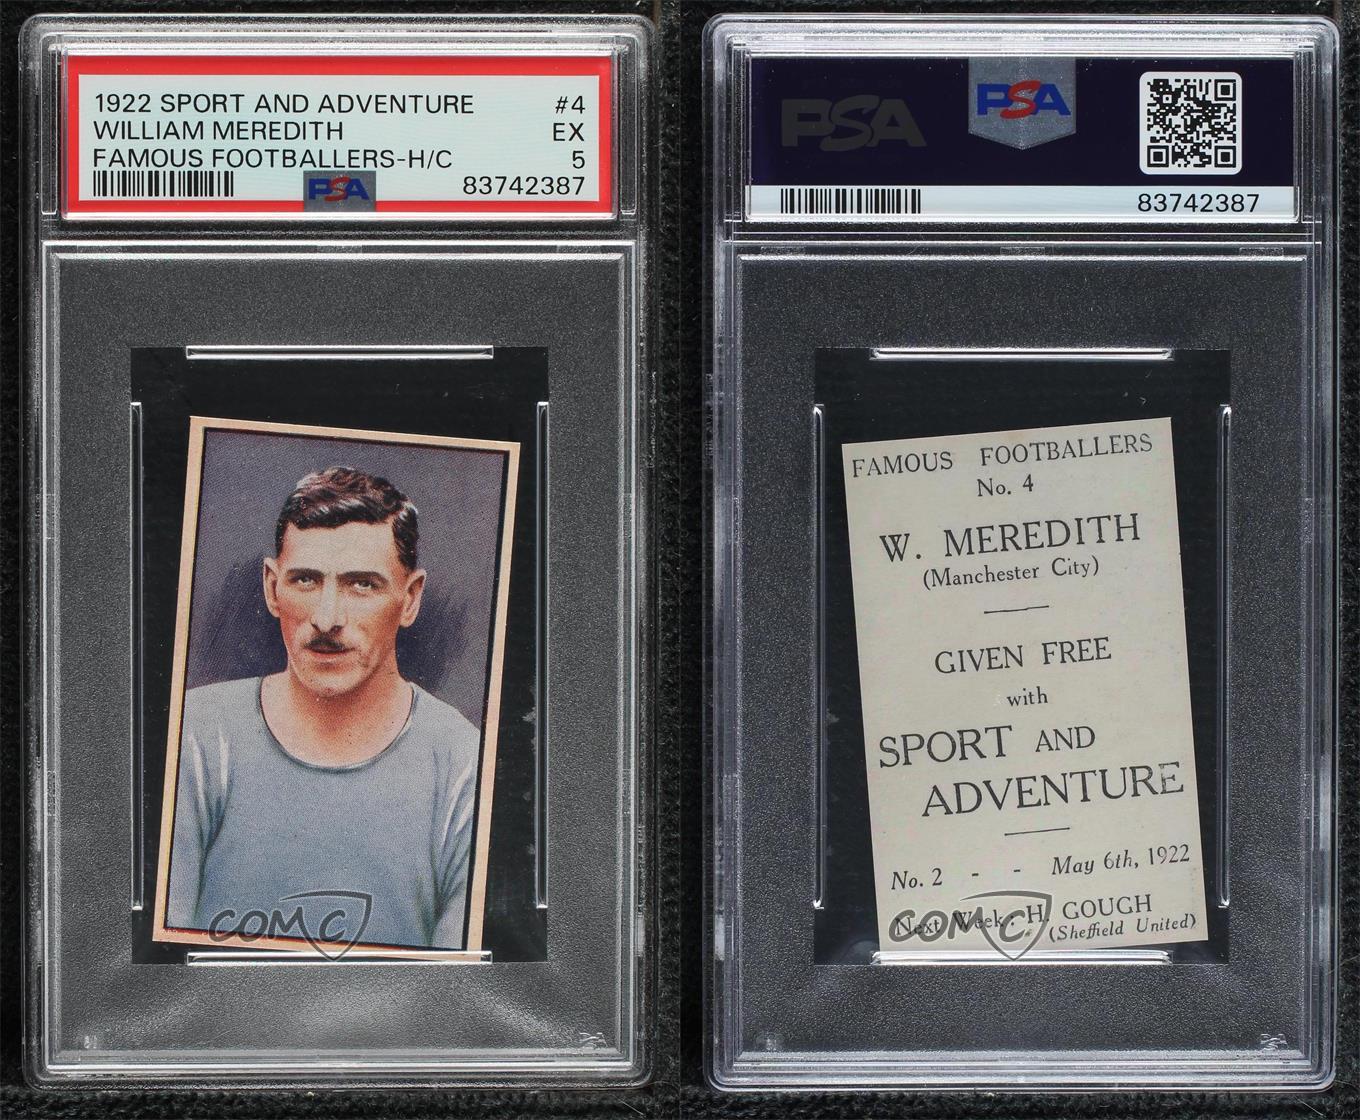 1922 SPORT AND ADVENTURE #4
WILLIAM MEREDITH EX
FAMOUS FOOTBALLERS-H/C 5
PSA 83742387
COMC
PSA PSA
83742387
FAMOUS FOOTBALLERS
No. 4
W. MEREDITH
(Manchester City)
GIVEN FREE
with
SPORT AND
ADVENTURE
No. 2 - - May 6th, 1922
Next Week: H. GOUGH
(Sheffield United)
COMC